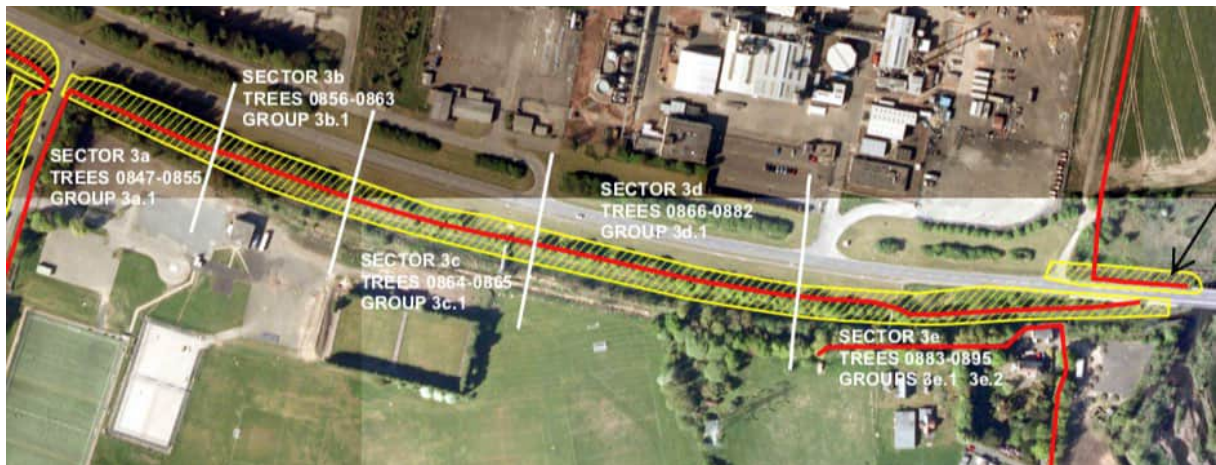 SECTOR 3b
TREES 0856-0863
GROUP 3b.1
SECTOR 3a
TREES 0847-0855
GROUP 3a.1
SECTOR 3d
TREES 0866-0882
GROUP 3d.1
SECTOR 3c
TREES 0864-0865
GROUP 3c.1
SECTOR 3e
TREES 0883-0895
GROUPS 3e.1 3e.2